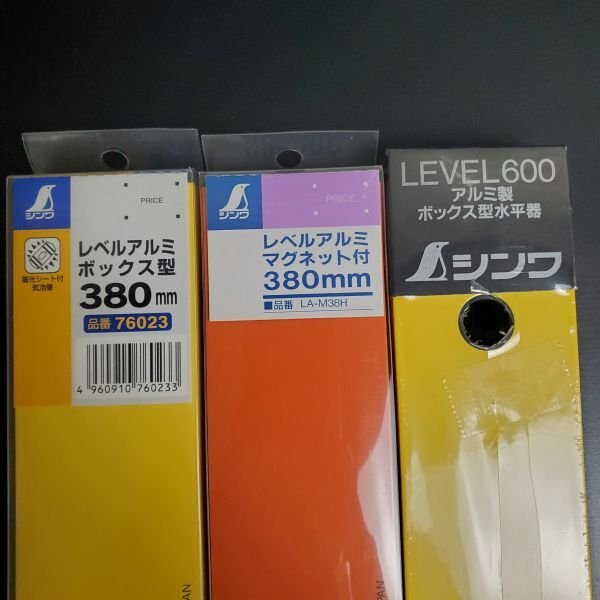 シンワ
PRICE
レベルアルミ
ボックス型
380mm
品番 76023
蓄光シート付
気泡管
4 960910 760233
シンワ
PRICE
レベルアルミ
マグネット付
380mm
■品番 LA-M38H
LEVEL600
アルミ製
ボックス型水平器
シンワ
PAN